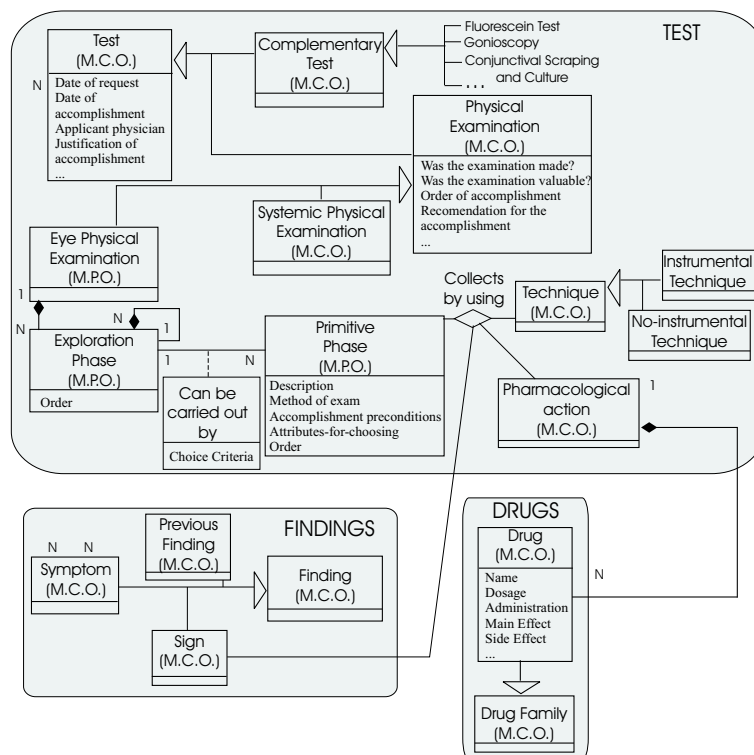 TEST
Test
(M.C.O.)
N
Date of request
Date of
accomplishment
Applicant physician
Justification of
accomplishment
...
Complementary
Test
(M.C.O.)
Fluorescein Test
Gonioscopy
Conjunctival Scraping
and Culture
...
Physical
Examination
(M.C.O.)
Was the examination made?
Was the examination valuable?
Order of accomplishment
Recomendation for the
accomplishment
...
Eye Physical
Examination
(M.P.O.)
Systemic Physical
Examination
(M.C.O.)
1
N
N
1
Exploration
Phase
(M.P.O.)
Order
1
N
Can be
carried out
by
Choice Criteria
Primitive
Phase
(M.P.O.)
Description
Method of exam
Accomplishment preconditions
Attributes-for-choosing
Order
Collects
by using
Technique
(M.C.O.)
Instrumental
Technique
No-instrumental
Technique
Pharmacological
action
(M.C.O.)
1
FINDINGS
N N
Symptom
(M.C.O.)
Previous
Finding
(M.C.O.)
Finding
(M.C.O.)
Sign
(M.C.O.)
DRUGS
Drug
(M.C.O.)
Name
Dosage
Administration
Main Effect
Side Effect
...
N
Drug Family
(M.C.O.)